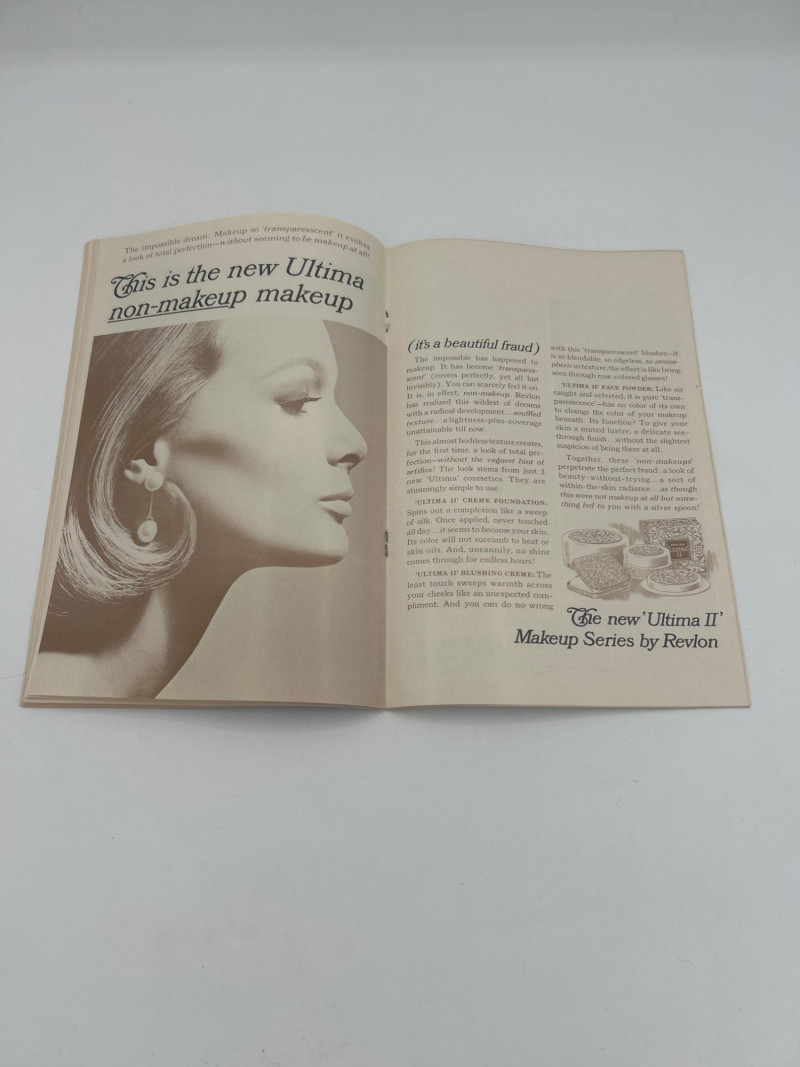 The impossible dream: Makeup so 'transparesscent' it evokes
a look of total perfection—without seeming to be makeup at all!
This is the new Ultima
non-makeup makeup
(it's a beautiful fraud)
The impossible has happened to
makeup. It has become 'transpares-
scent' (covers perfectly, yet all but
invisibly). You can scarcely feel it on.
It is, in effect, non-makeup. Revlon
has realized this wildest of dreams
with a radical development...souffled
texture...a lightness-plus-coverage
unattainable till now.
This almost bodiless texture creates,
for the first time, a look of total per-
fection—without the vaguest hint of
artifice! The look stems from just 3
new 'Ultima' cosmetics. They are
stunningly simple to use:
'ULTIMA II' CREME FOUNDATION:
Spins out a complexion like a sweep
of silk. Once applied, never touched
all day...it seems to become your skin.
Its color will not succumb to heat or
skin oils. And, uncannily, no shine
comes through for endless hours!
'ULTIMA II' BLUSHING CREME: The
least touch sweeps warmth across
your cheeks like an unexpected com-
pliment. And you can do no wrong
with this 'transparesscent' blusher—it
is so blendable, so edgeless, so atmos-
pheric in texture, the effect is like being
seen through rose-colored glasses!
'ULTIMA II' FACE POWDER: Like air
caught and velveted, it is pure 'trans-
paresscence'—has no color of its own
to change the color of your makeup
beneath. Its function? To give your
skin a muted lustre, a delicate see-
through finish...without the slightest
suspicion of being there at all.
Together, these 'non-makeups'
perpetrate the perfect fraud: a look of
beauty-without-trying...a sort of
within-the-skin radiance...as though
this were not makeup at all but some-
thing fed to you with a silver spoon!
ULTIMA II
The new 'Ultima II'
Makeup Series by Revlon